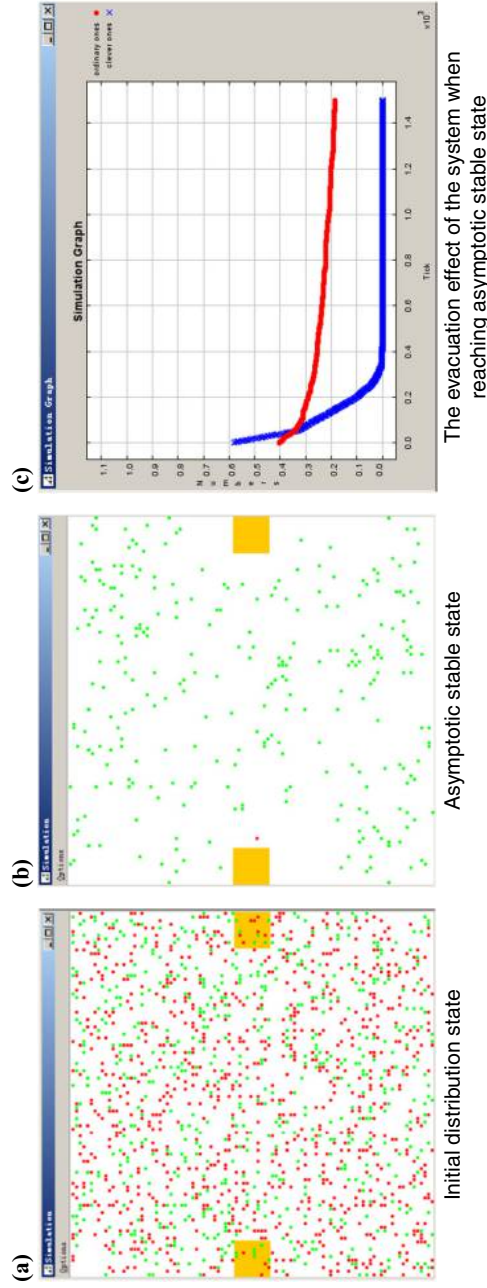 (a)
Simulation
Options
Initial distribution state
(b)
Simulation
Options
Asymptotic stable state
(c)
Simulation Graph
Simulation Graph
ordinary ones
clever ones
Numbers
1.1
1.0
0.9
0.8
0.7
0.6
0.5
0.4
0.3
0.2
0.1
0.0
0.0 0.2 0.4 0.6 0.8 1.0 1.2 1.4
Tick
x10³
The evacuation effect of the system when
reaching asymptotic stable state